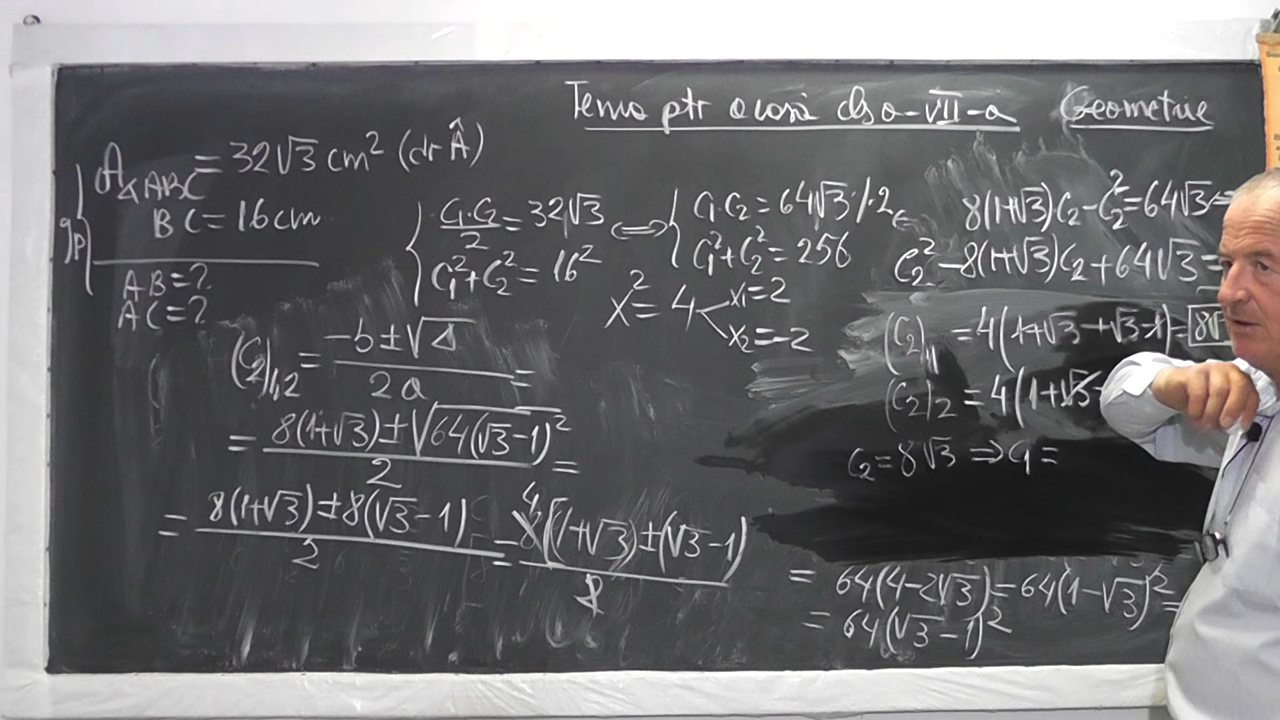 Tema ptr acasă clsa-VII-a Geometrie
A△ABC = 32√3 cm² (dr Â)
BC = 16 cm
ip
AB = ?
AC = ?
{ C₁·C₂/2 = 32√3 ⇔ { C₁·C₂ = 64√3 /·2
C₁² + C₂² = 16² C₁² + C₂² = 256
x² = 4 < x₁ = 2
x₂ = -2
(C₂)₁,₂ = (-b ± √Δ)/2a =
= (8(1+√3) ± √64(√3-1)²)/2 =
= (8(1+√3) ± 8(√3-1))/2 = 8 4 ((1+√3) ± (√3-1))/2
8(1+√3)C₂ - C₂² = 64√3
C₂² - 8(1+√3)C₂ + 64√3 =
(C₂)₁ = 4(1+√3+√3-1) = 8√
(C₂)₂ = 4(1+√3-
C₂ = 8√3 ⇒ C₁ =
= 64(4-2√3) = 64(1-√3)² =
= 64(√3-1)²